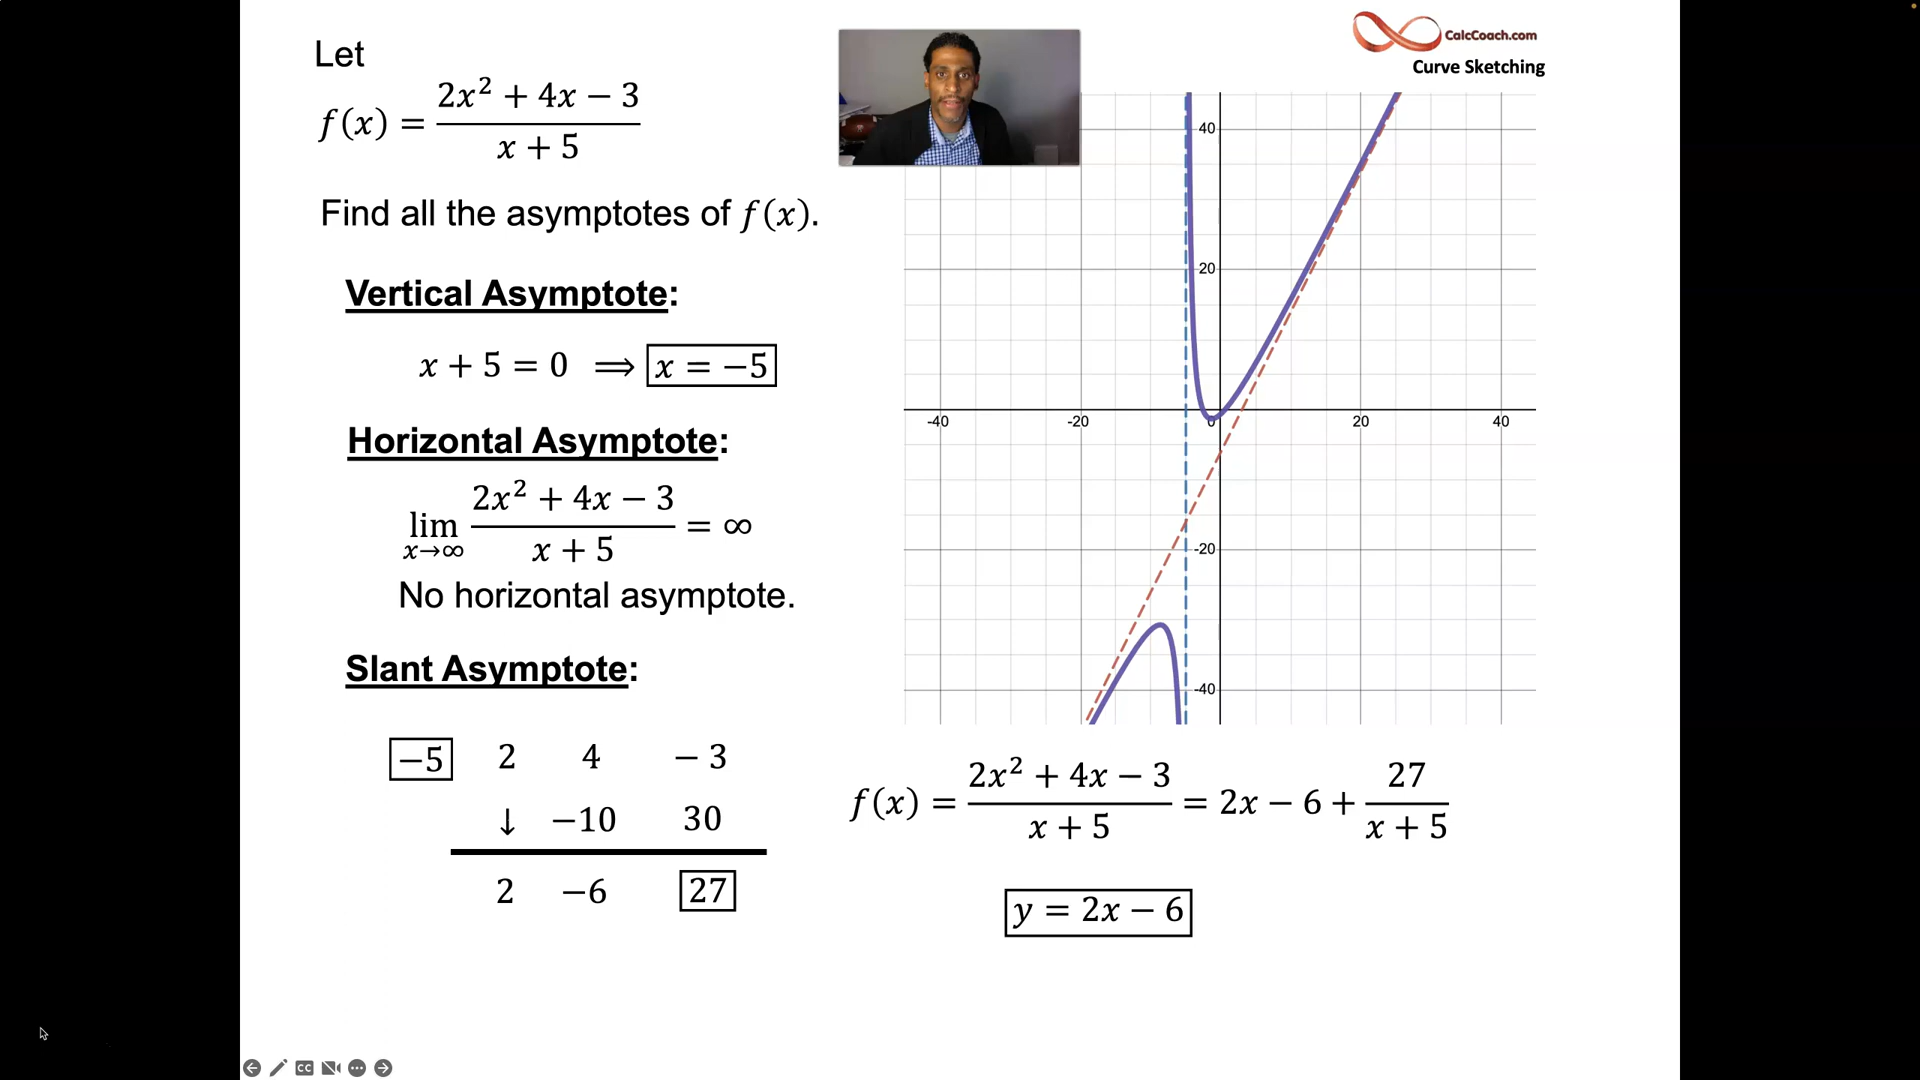 Let
f(x) = (2x² + 4x − 3)/(x + 5)
Find all the asymptotes of f(x).
Vertical Asymptote:
x + 5 = 0 ⟹ x = −5
Horizontal Asymptote:
lim x→∞ (2x² + 4x − 3)/(x + 5) = ∞
No horizontal asymptote.
Slant Asymptote:
−5 2 4 − 3
↓ −10 30
2 −6 27
CalcCoach.com
Curve Sketching
40
20
-40 -20 0 20 40
-20
-40
f(x) = (2x² + 4x − 3)/(x + 5) = 2x − 6 + 27/(x + 5)
y = 2x − 6
CC